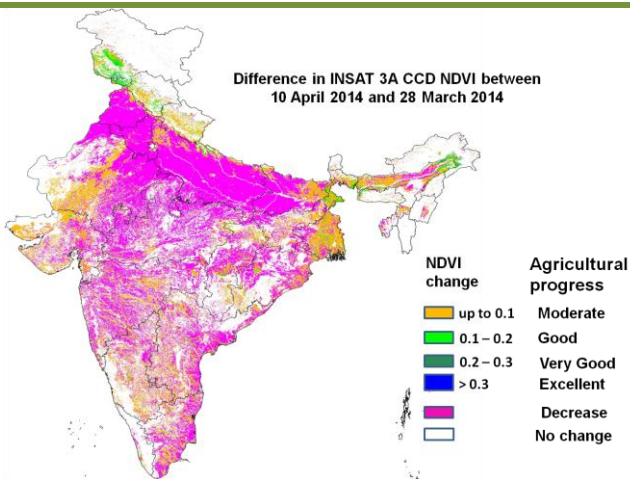 Difference in INSAT 3A CCD NDVI between
10 April 2014 and 28 March 2014
NDVI change
Agricultural progress
up to 0.1 Moderate
0.1 – 0.2 Good
0.2 – 0.3 Very Good
> 0.3 Excellent
Decrease
No change